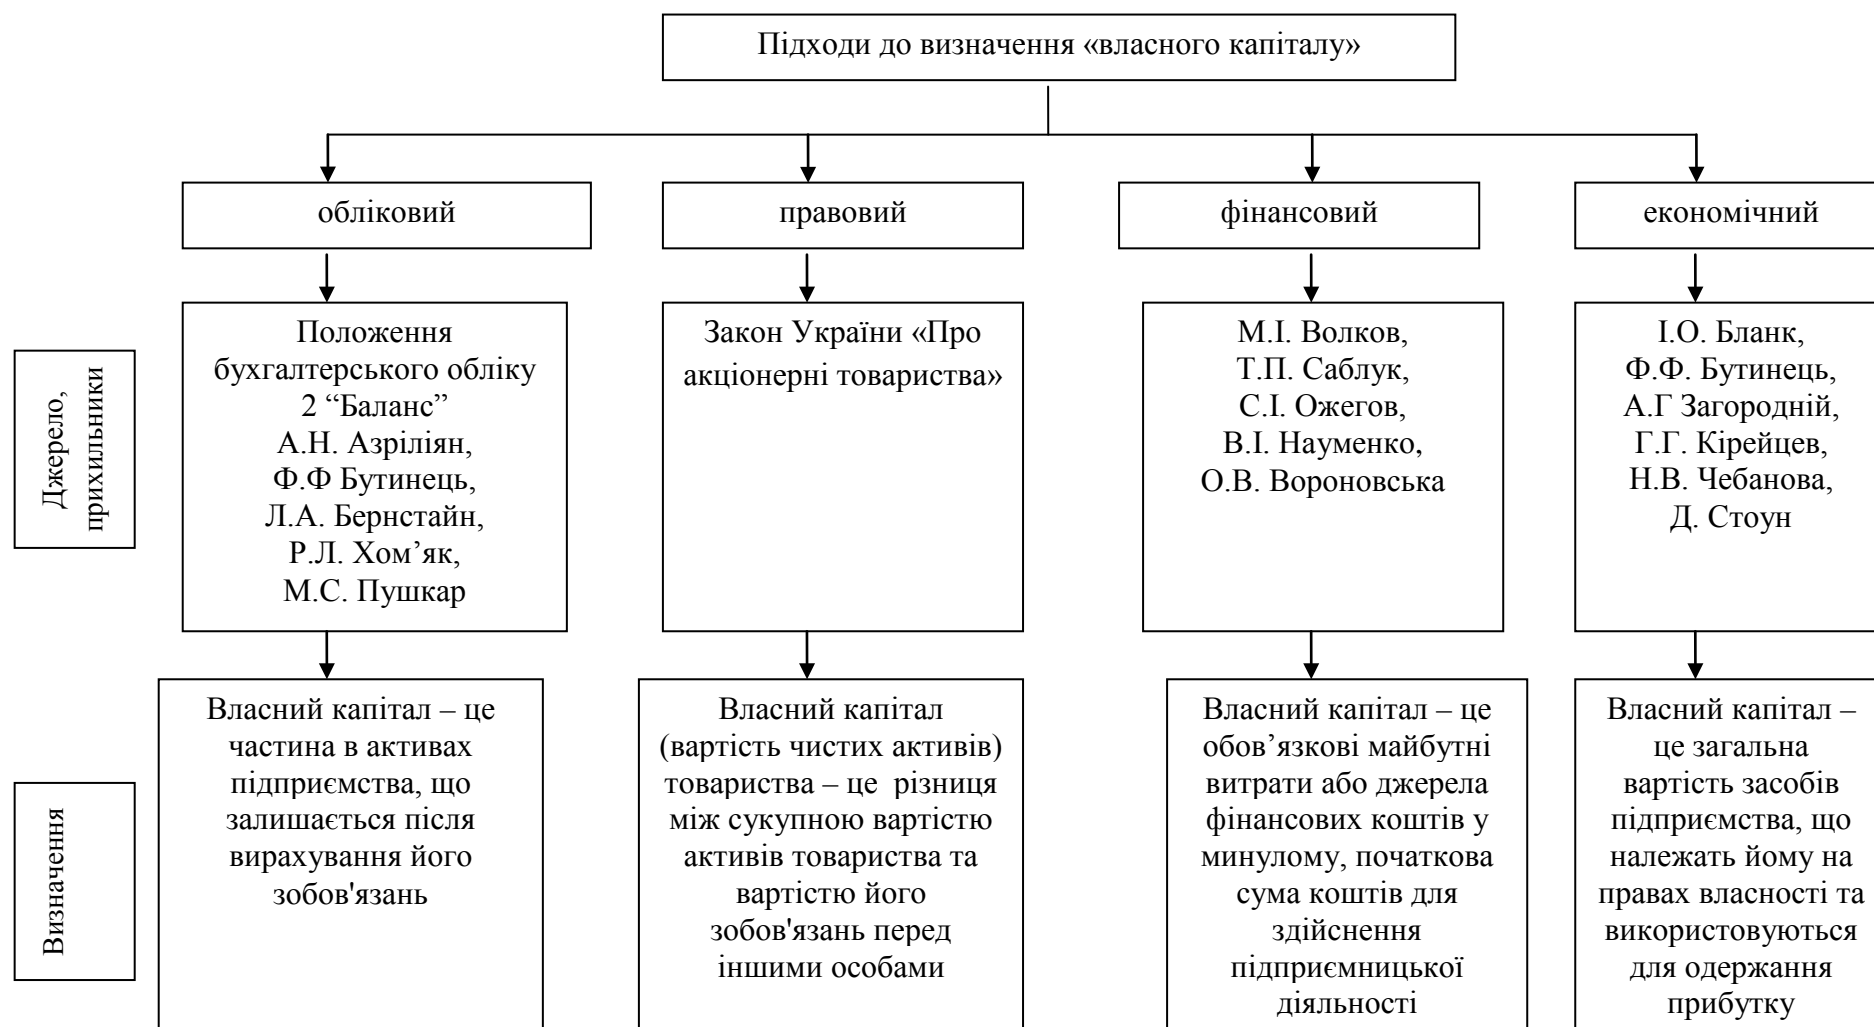 Підходи до визначення «власного капіталу»
обліковий
правовий
фінансовий
економічний
Джерело,
прихильники
Положення
бухгалтерського обліку
2 “Баланс”
А.Н. Азріліян,
Ф.Ф Бутинець,
Л.А. Бернстайн,
Р.Л. Хом’як,
М.С. Пушкар
Закон України «Про
акціонерні товариства»
М.І. Волков,
Т.П. Саблук,
С.І. Ожегов,
В.І. Науменко,
О.В. Вороновська
І.О. Бланк,
Ф.Ф. Бутинець,
А.Г Загородній,
Г.Г. Кірейцев,
Н.В. Чебанова,
Д. Стоун
Визначення
Власний капітал – це
частина в активах
підприємства, що
залишається після
вирахування його
зобов'язань
Власний капітал
(вартість чистих активів)
товариства – це різниця
між сукупною вартістю
активів товариства та
вартістю його
зобов'язань перед
іншими особами
Власний капітал – це
обов’язкові майбутні
витрати або джерела
фінансових коштів у
минулому, початкова
сума коштів для
здійснення
підприємницької
діяльності
Власний капітал –
це загальна
вартість засобів
підприємства, що
належать йому на
правах власності та
використовуються
для одержання
прибутку